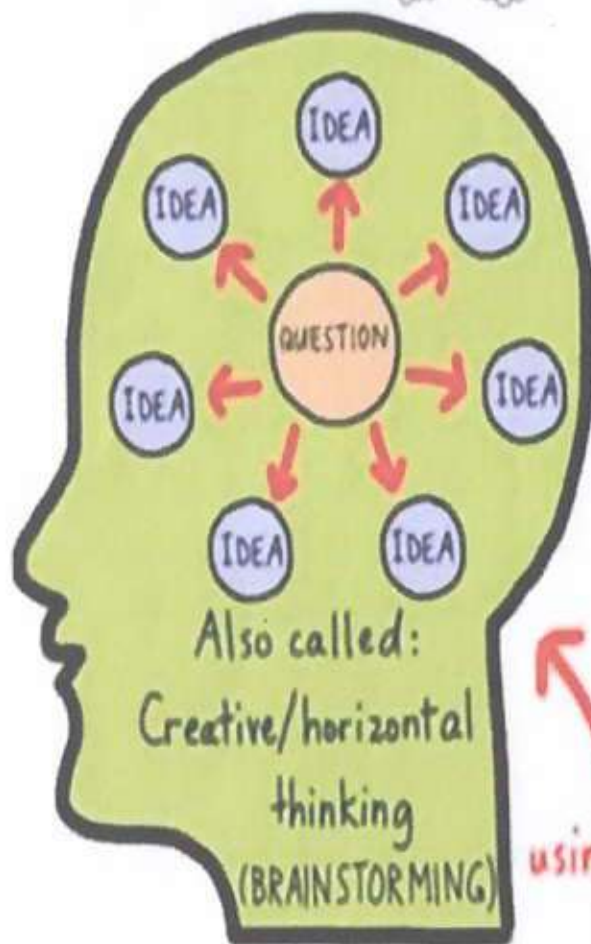 IDEA
IDEA IDEA
QUESTION
IDEA IDEA
IDEA IDEA
Also called:
Creative/horizontal
thinking
(BRAINSTORMING)